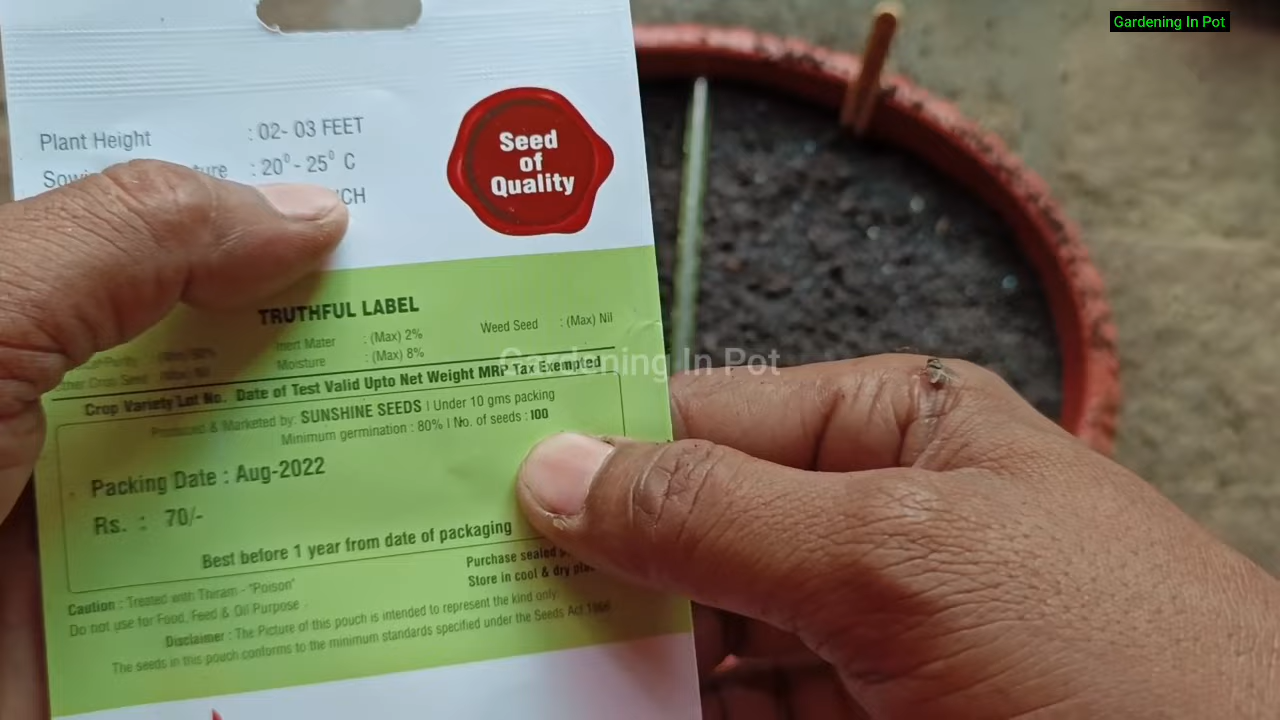 Gardening In Pot
Plant Height : 02- 03 FEET
: 20⁰- 25⁰ C
Seed
of
Quality
TRUTHFUL LABEL
Inert Mater : (Max) 2% Weed Seed : (Max) Nil
Moisture : (Max) 8%
Gardening In Pot
Crop Variety Lot No. Date of Test Valid Upto Net Weight MRP Tax Exempted
Produced & Marketed by: SUNSHINE SEEDS | Under 10 gms packing
Minimum germination : 80% | No. of seeds : 100
Packing Date : Aug-2022
Rs. : 70/-
Best before 1 year from date of packaging
Purchase sealed
Store in cool & dry
Caution : Treated with Thiram - "Poison"
Do not use for Food, Feed & Oil Purpose
Disclaimer : The Picture of this pouch is intended to represent the kind only.
The seeds in this pouch conforms to the minimum standards specified under the Seeds Act 1966